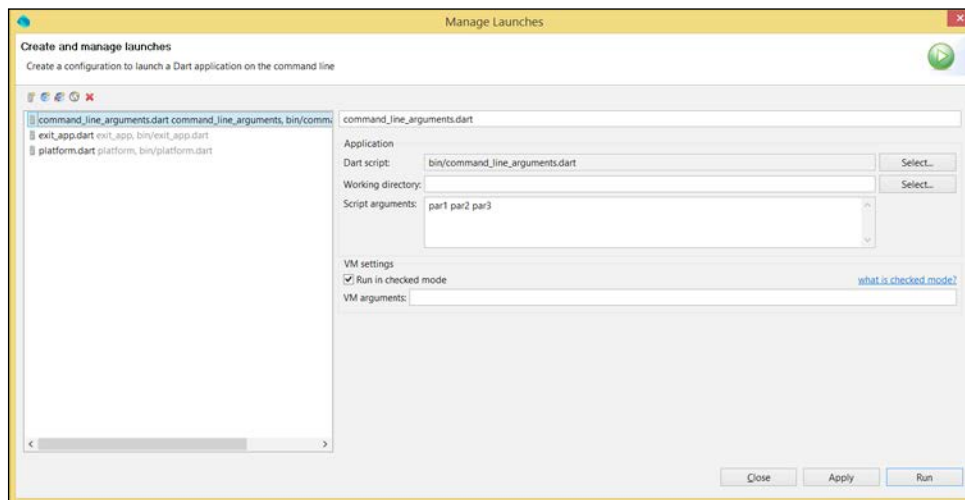 Manage Launches
Create and manage launches
Create a configuration to launch a Dart application on the command line
command_line_arguments.dart command_line_arguments, bin/comma
exit_app.dart exit_app, bin/exit_app.dart
platform.dart platform, bin/platform.dart
command_line_arguments.dart
Application
Dart script: bin/command_line_arguments.dart Select...
Working directory: Select...
Script arguments: par1 par2 par3
VM settings
Run in checked mode what is checked mode?
VM arguments:
Close Apply Run